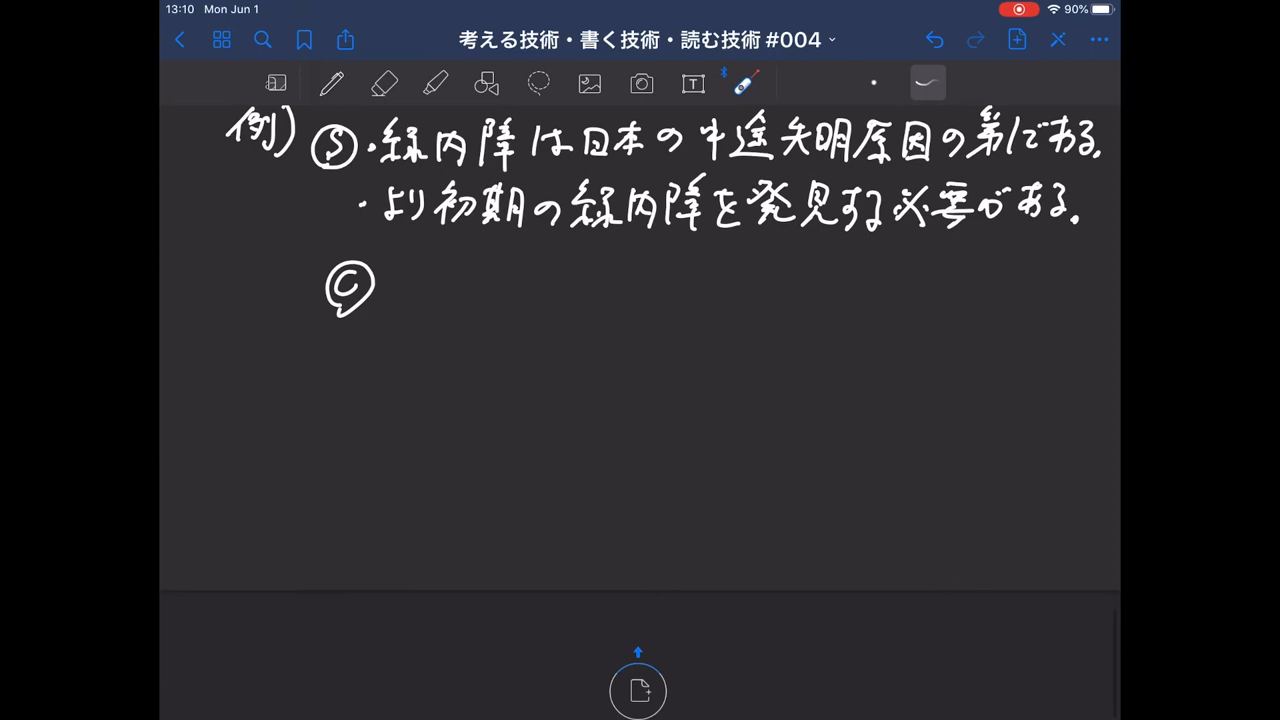 13:10 Mon Jun 1 90%
考える技術・書く技術・読む技術 #004
T
例) Ⓢ・緑内障は日本の中途失明原因の第1である。
・より初期の緑内障を発見する必要がある。
Ⓒ